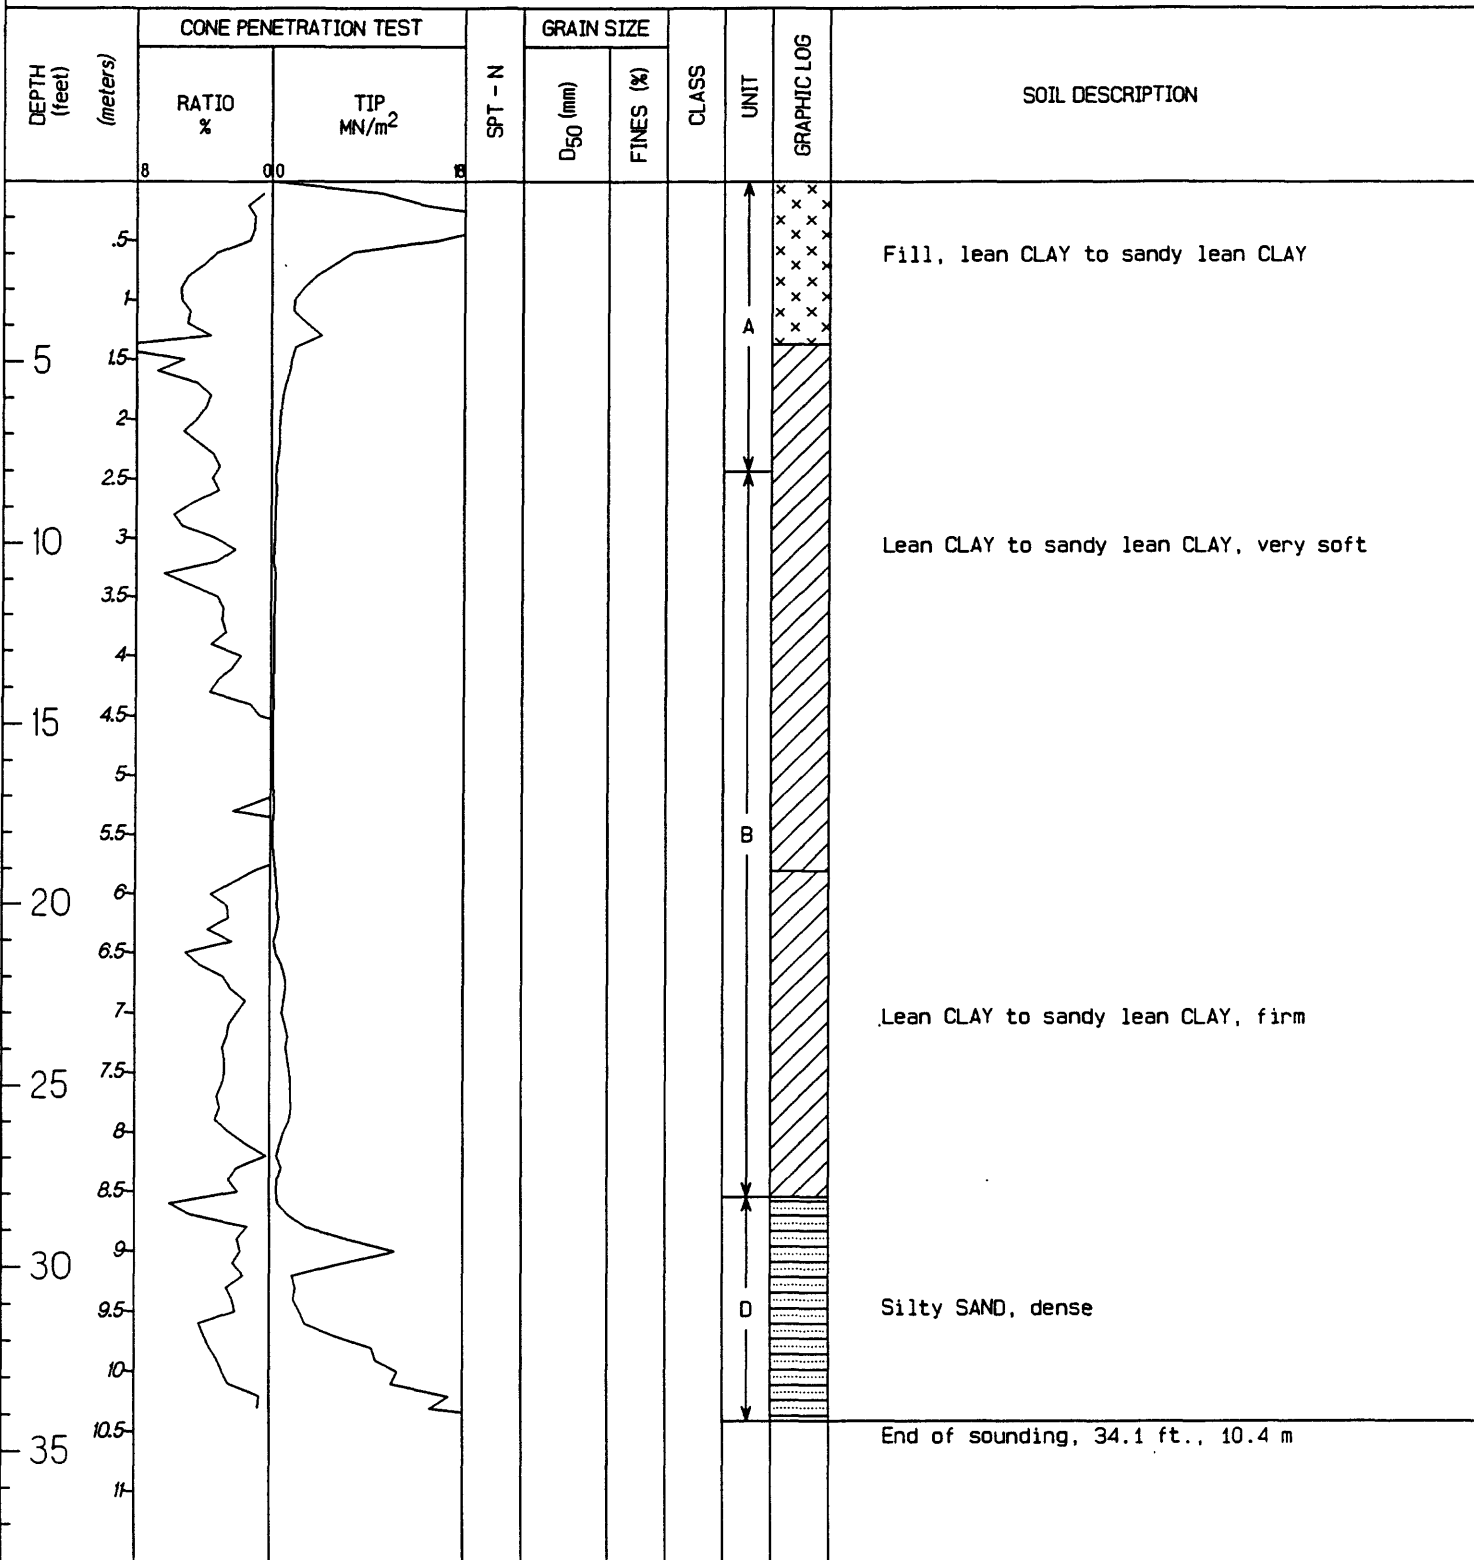 CONE PENETRATION TEST
GRAIN SIZE
DEPTH
(feet)
(meters)
RATIO
%
TIP
MN/m2
SPT - N
D50 (mm)
FINES (%)
CLASS
UNIT
GRAPHIC LOG
SOIL DESCRIPTION
8
0
0
18
.5
Fill, lean CLAY to sandy lean CLAY
1
A
5
1.5
2
2.5
10
3
Lean CLAY to sandy lean CLAY, very soft
3.5
4
15
4.5
5
5.5
B
20
6
6.5
7
Lean CLAY to sandy lean CLAY, firm
25
7.5
8
8.5
30
9
9.5
D
Silty SAND, dense
10
35
10.5
End of sounding, 34.1 ft., 10.4 m
11